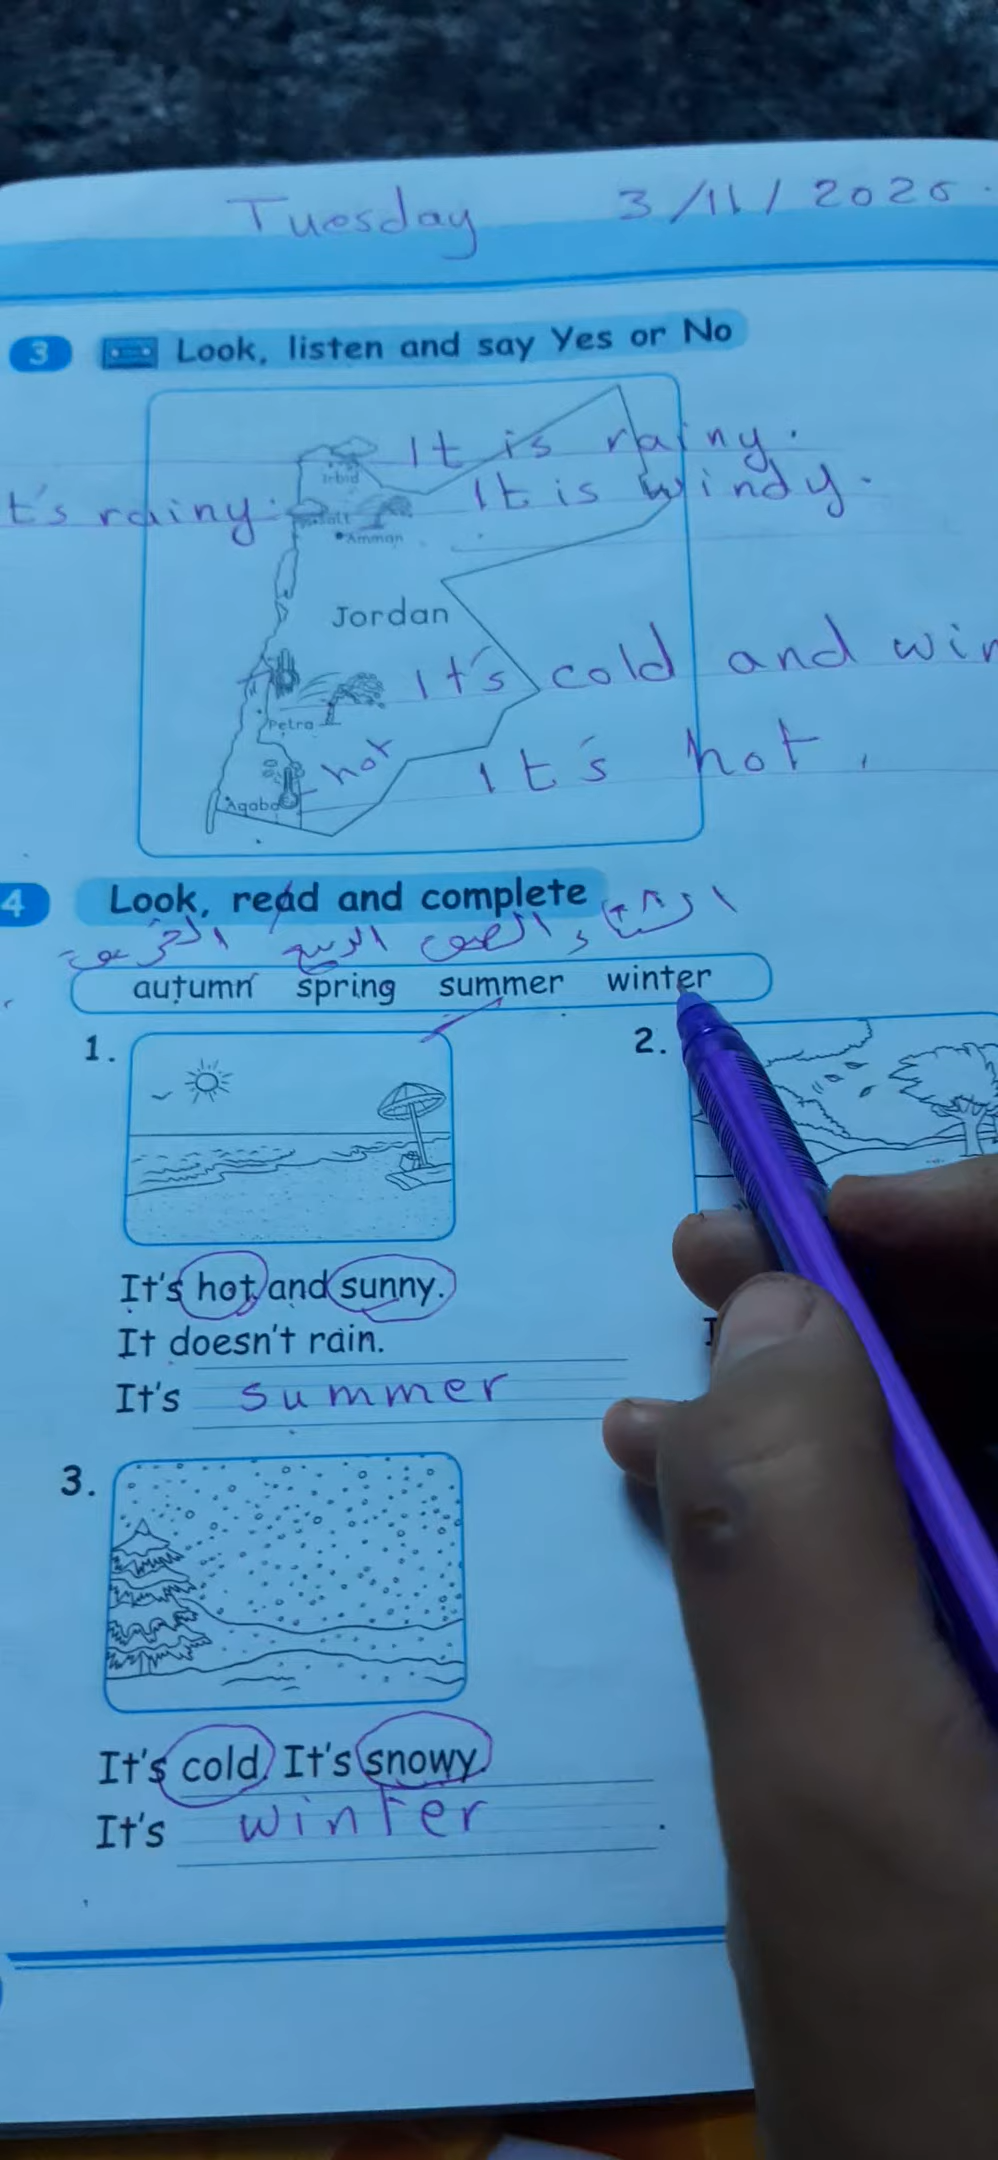 Tuesday 3/11/2020
3 Look, listen and say Yes or No
It is rainy.
Irbid
It is windy.
t's rainy.
Salt
Amman
Jordan
It's cold and win
Petra
hot
It's hot.
Aqaba
4 Look, read and complete
الشتاء
الخريف الربيع الصيف
autumn spring summer winter
1.
2.
It's hot and sunny.
It doesn't rain.
It's summer
3.
It's cold. It's snowy.
It's winter.